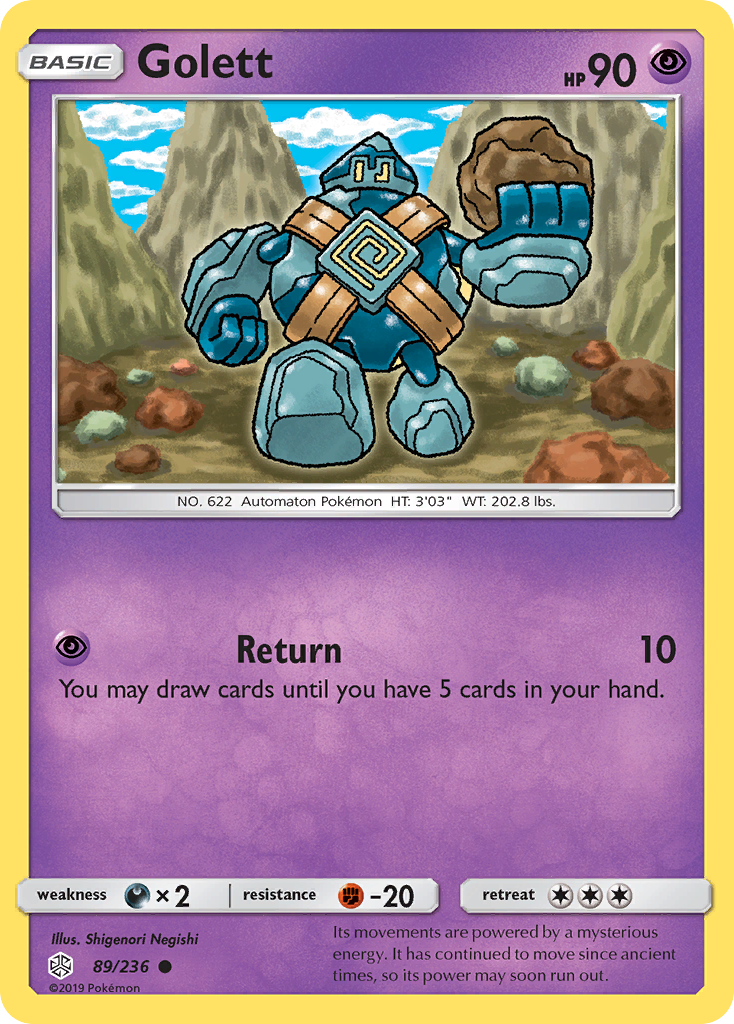 BASIC Golett HP 90
NO. 622 Automaton Pokémon HT: 3'03" WT: 202.8 lbs.
Return 10
You may draw cards until you have 5 cards in your hand.
weakness ×2 resistance -20 retreat
Illus. Shigenori Negishi
89/236
©2019 Pokémon
Its movements are powered by a mysterious
energy. It has continued to move since ancient
times, so its power may soon run out.